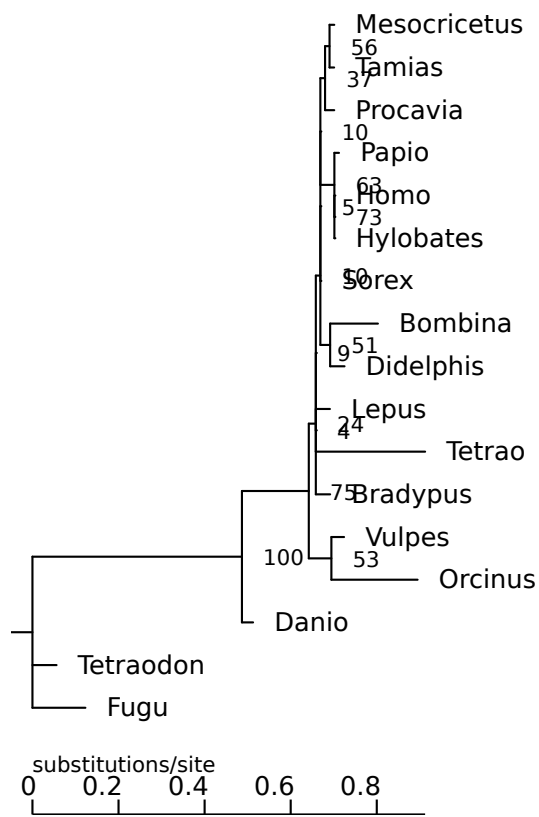 Mesocricetus
56
Tamias
37
Procavia
10
Papio
63
Homo
5
73
Hylobates
10
Sorex
Bombina
51
9
Didelphis
Lepus
24
4
Tetrao
75
Bradypus
Vulpes
100
53
Orcinus
Danio
Tetraodon
Fugu
substitutions/site
0 0.2 0.4 0.6 0.8